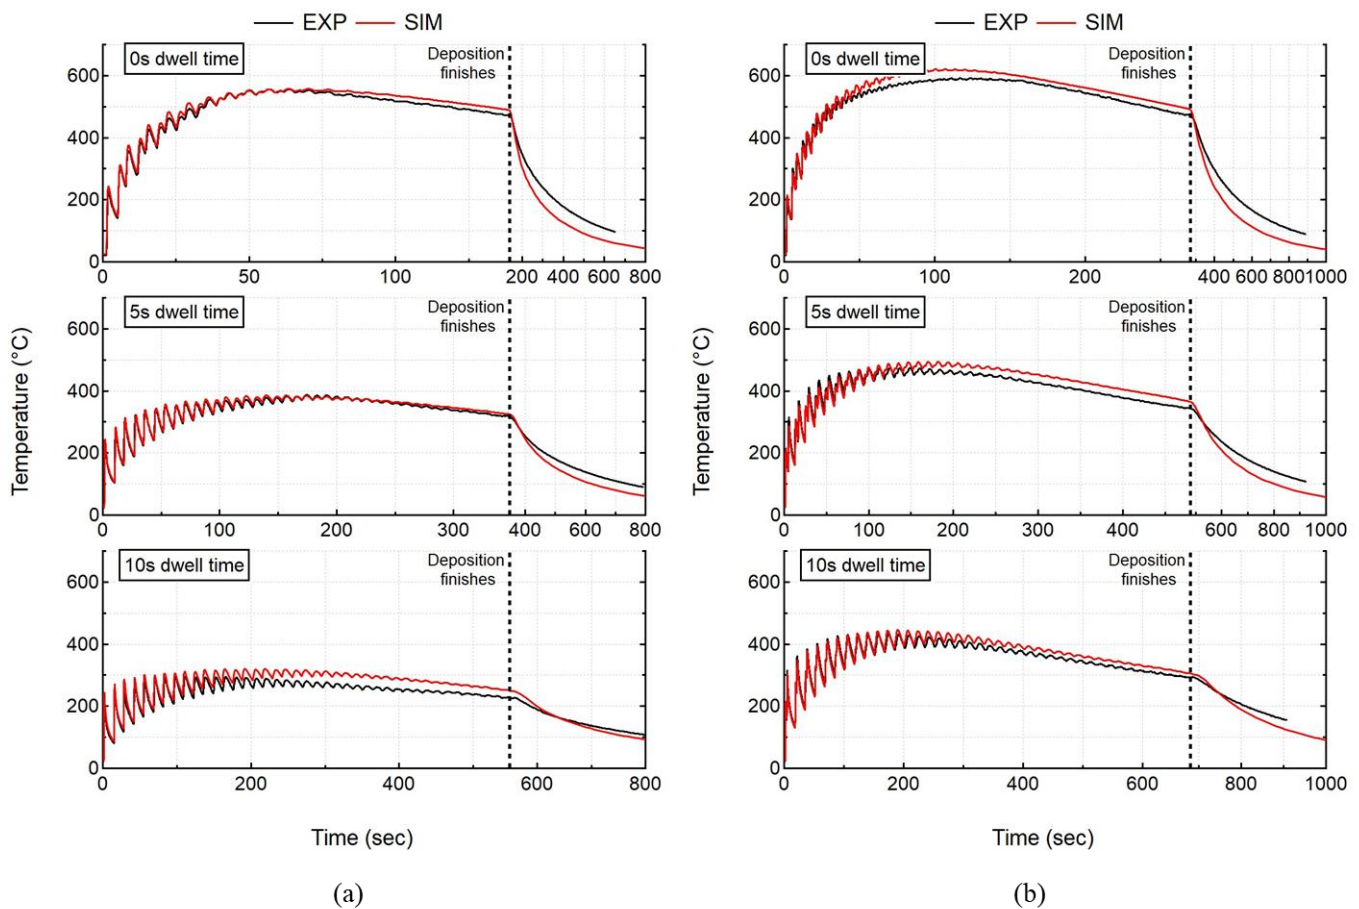 EXP SIM
0s dwell time
Deposition
finishes
600
400
200
0
0 50 100 200 400 600 800
5s dwell time
Deposition
finishes
600
400
200
0
0 100 200 300 400 600 800
10s dwell time
Deposition
finishes
600
400
200
0
0 200 400 600 800
Temperature (°C)
Time (sec)
(a)
EXP SIM
0s dwell time
Deposition
finishes
600
400
200
0
0 100 200 400 600 800 1000
5s dwell time
Deposition
finishes
600
400
200
0
0 100 200 300 400 600 800 1000
10s dwell time
Deposition
finishes
600
400
200
0
0 200 400 600 800 1000
Temperature (°C)
Time (sec)
(b)